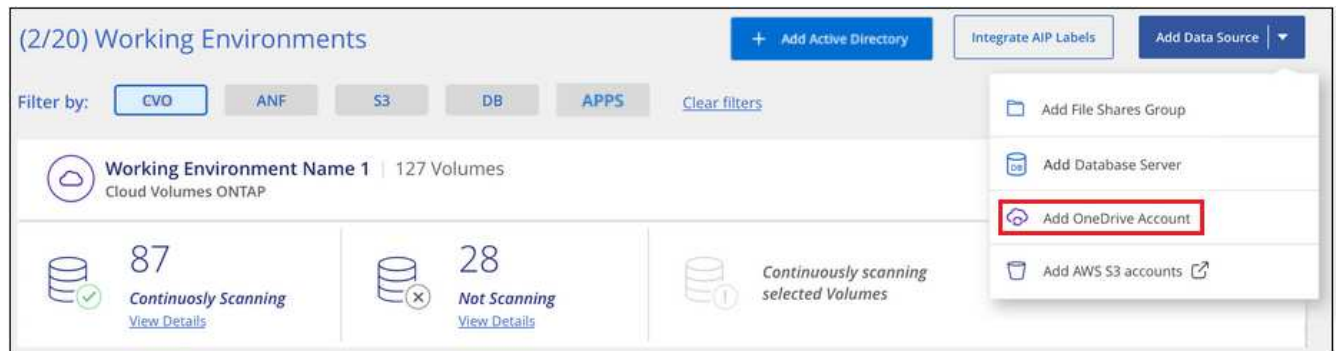 (2/20) Working Environments
+ Add Active Directory
Integrate AIP Labels
Add Data Source
Filter by:
CVO
ANF
S3
DB
APPS
Clear filters
Add File Shares Group
DB
Add Database Server
Add OneDrive Account
Add AWS S3 accounts
Working Environment Name 1 | 127 Volumes
Cloud Volumes ONTAP
87
Continuosly Scanning
View Details
28
Not Scanning
View Details
Continuously scanning
selected Volumes